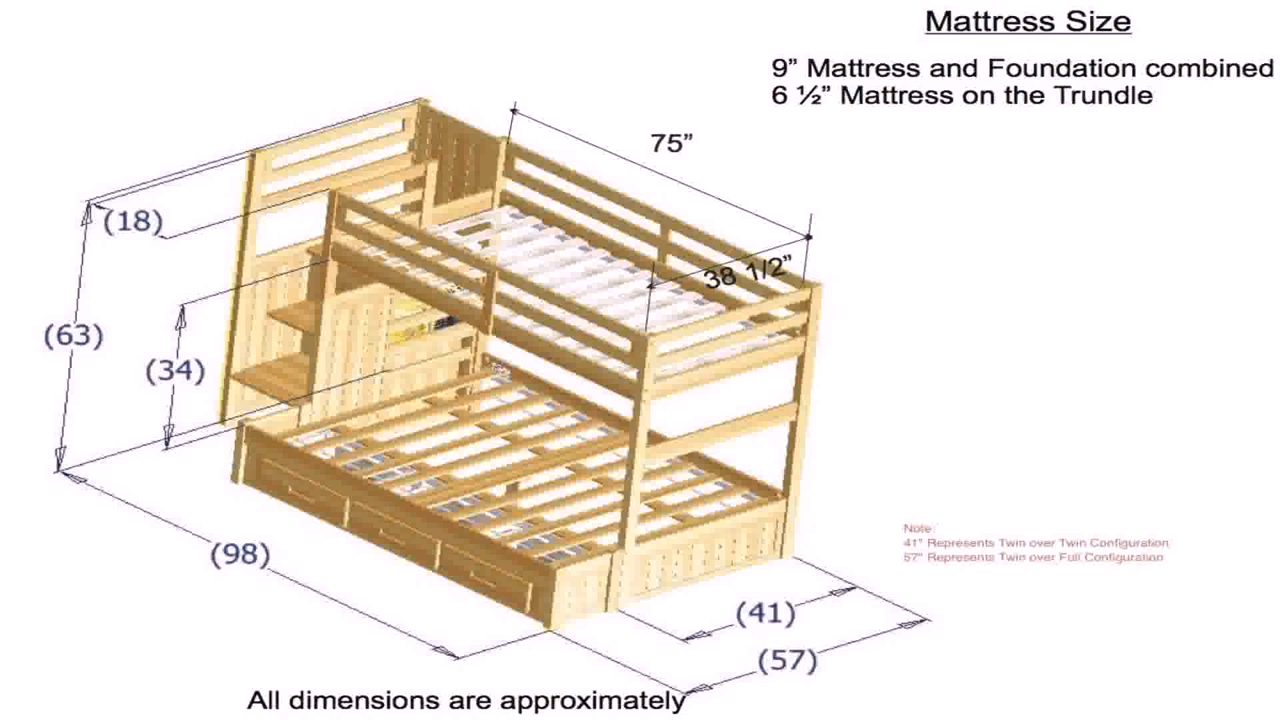 Mattress Size
9” Mattress and Foundation combined
6 ½” Mattress on the Trundle
75”
38 1/2”
(18)
(63)
(34)
(98)
(41)
(57)
Note:
41" Represents Twin over Twin Configuration
57" Represents Twin over Full Configuration
All dimensions are approximately